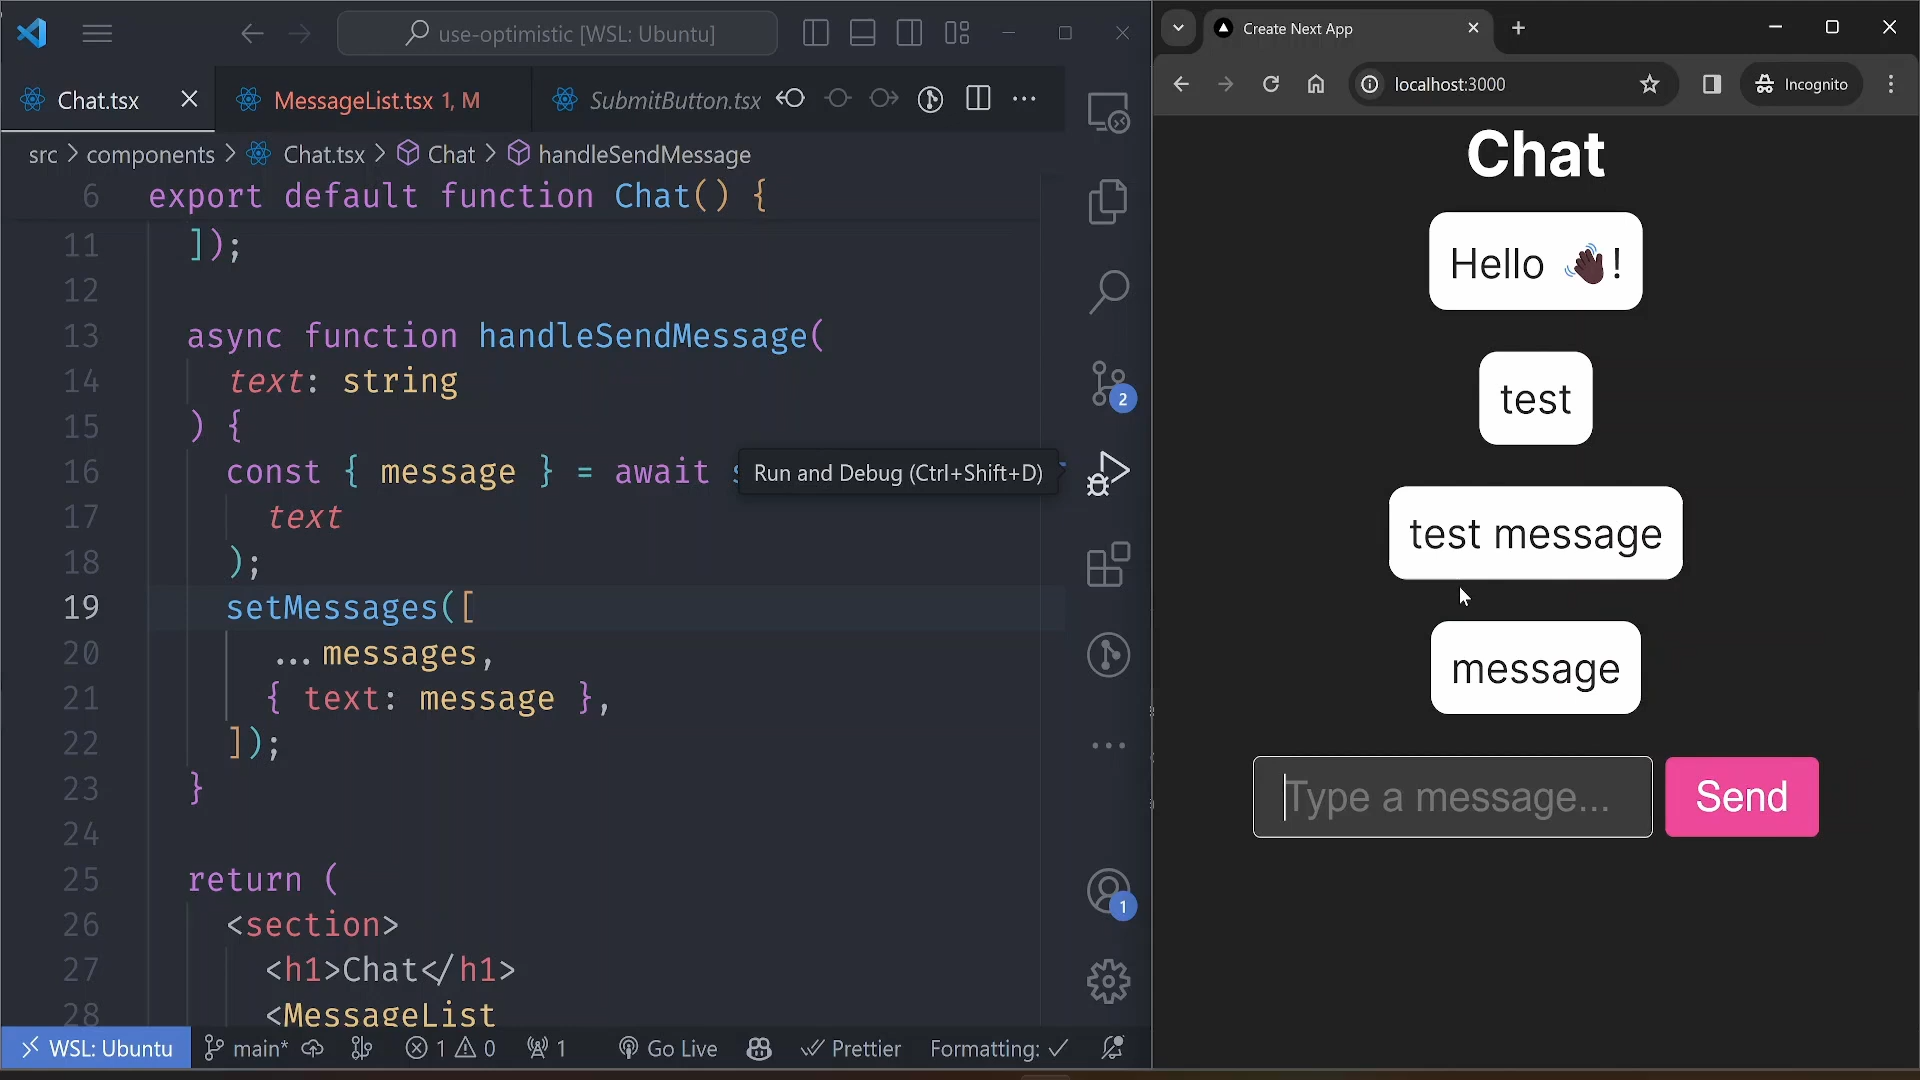 use-optimistic [WSL: Ubuntu]
Chat.tsx
MessageList.tsx 1, M
SubmitButton.tsx
src > components > Chat.tsx > Chat > handleSendMessage
6 export default function Chat() {
11 ]);
12
13 async function handleSendMessage(
14 text: string
15 ) {
16 const { message } = await
Run and Debug (Ctrl+Shift+D)
17 text
18 );
19 setMessages([
20 ...messages,
21 { text: message },
22 ]);
23 }
24
25 return (
26 <section>
27 <h1>Chat</h1>
28 <MessageList
2
1
WSL: Ubuntu
main*
1
0
1
Go Live
Prettier
Formatting: ✓
Create Next App
localhost:3000
Incognito
Chat
Hello 👋🏿!
test
test message
message
Type a message...
Send